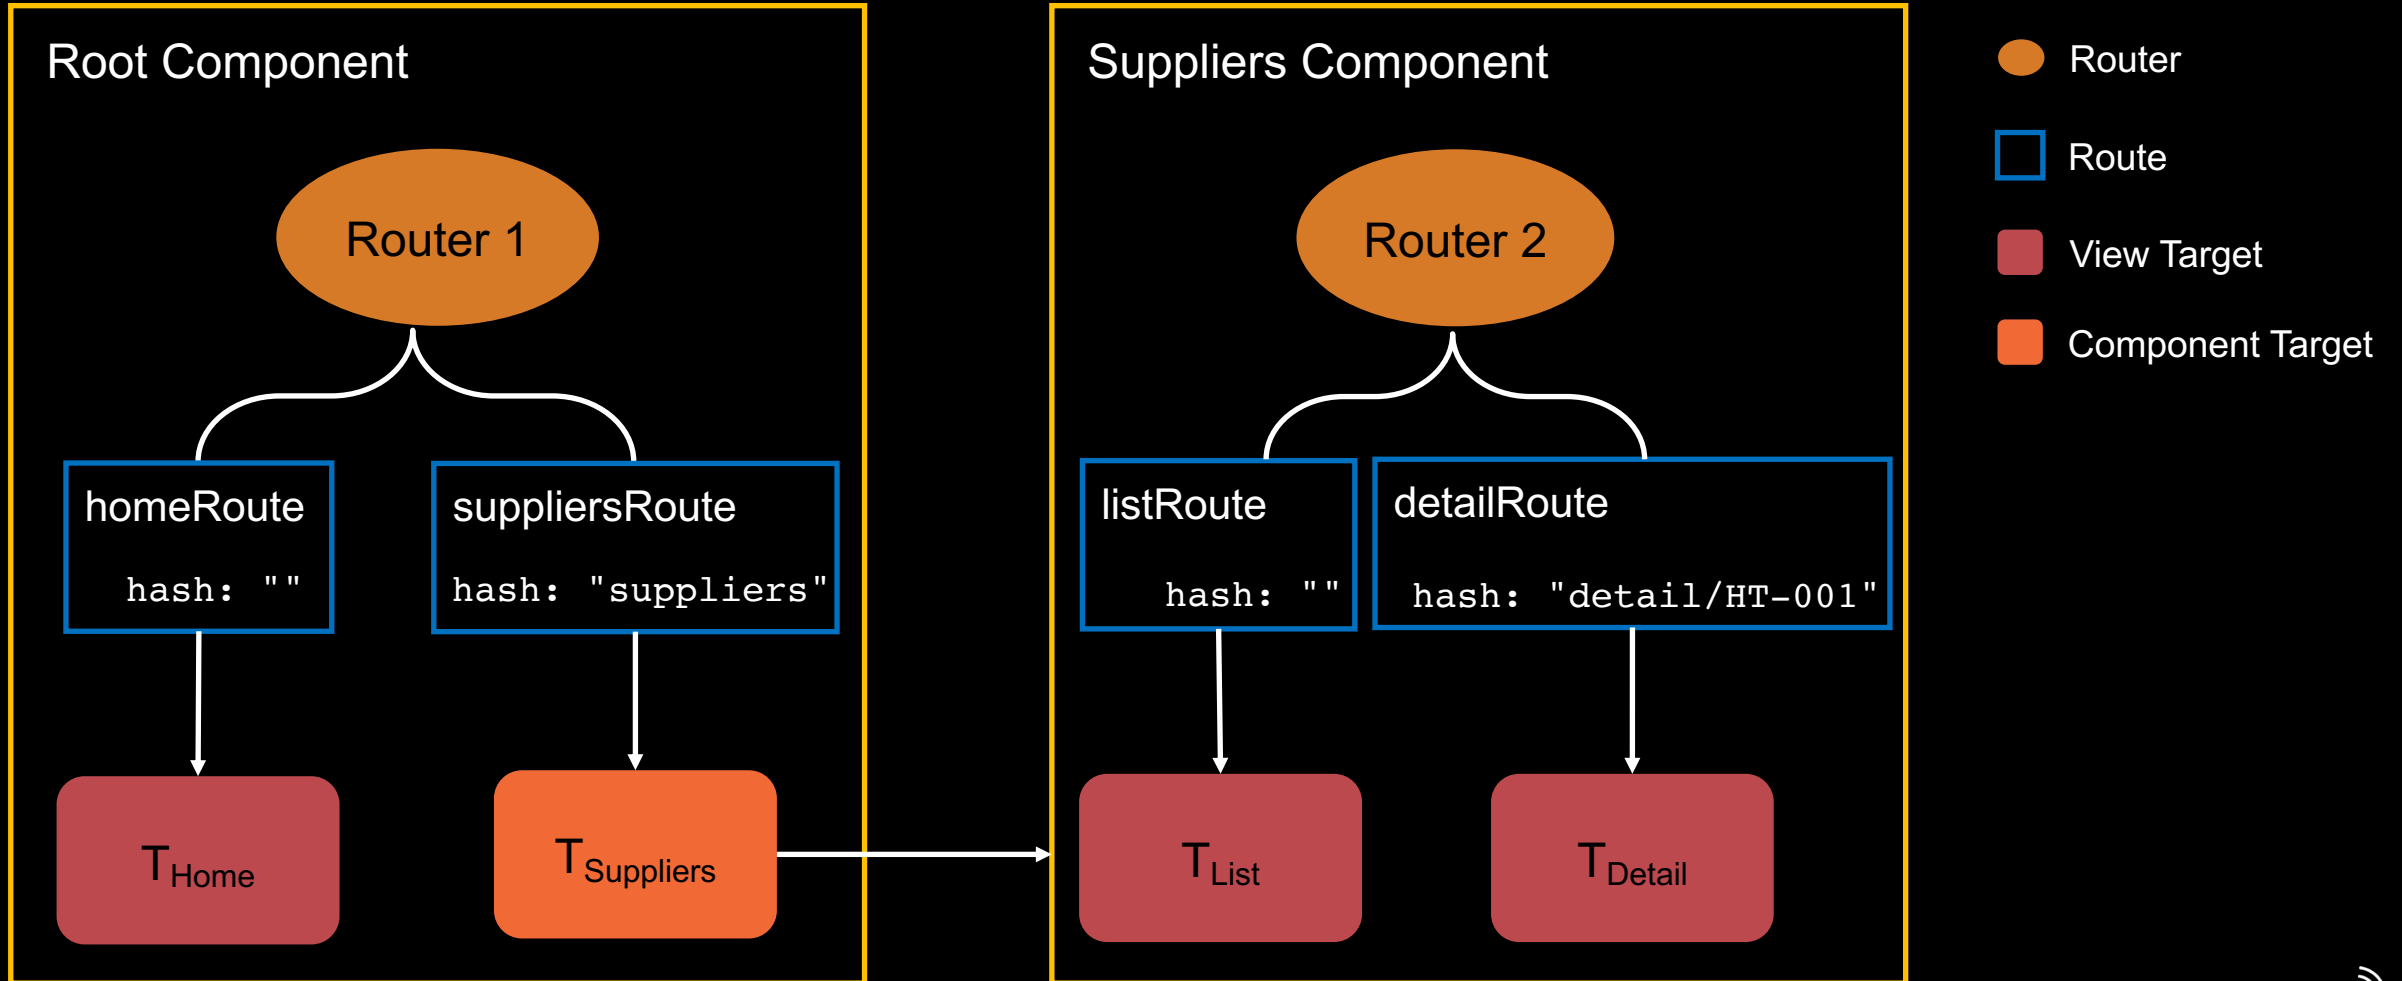 Root Component
Router 1
homeRoute
hash: ""
suppliersRoute
hash: "suppliers"
THome
TSuppliers
Suppliers Component
Router 2
listRoute
hash: ""
detailRoute
hash: "detail/HT-001"
TList
TDetail
Router
Route
View Target
Component Target